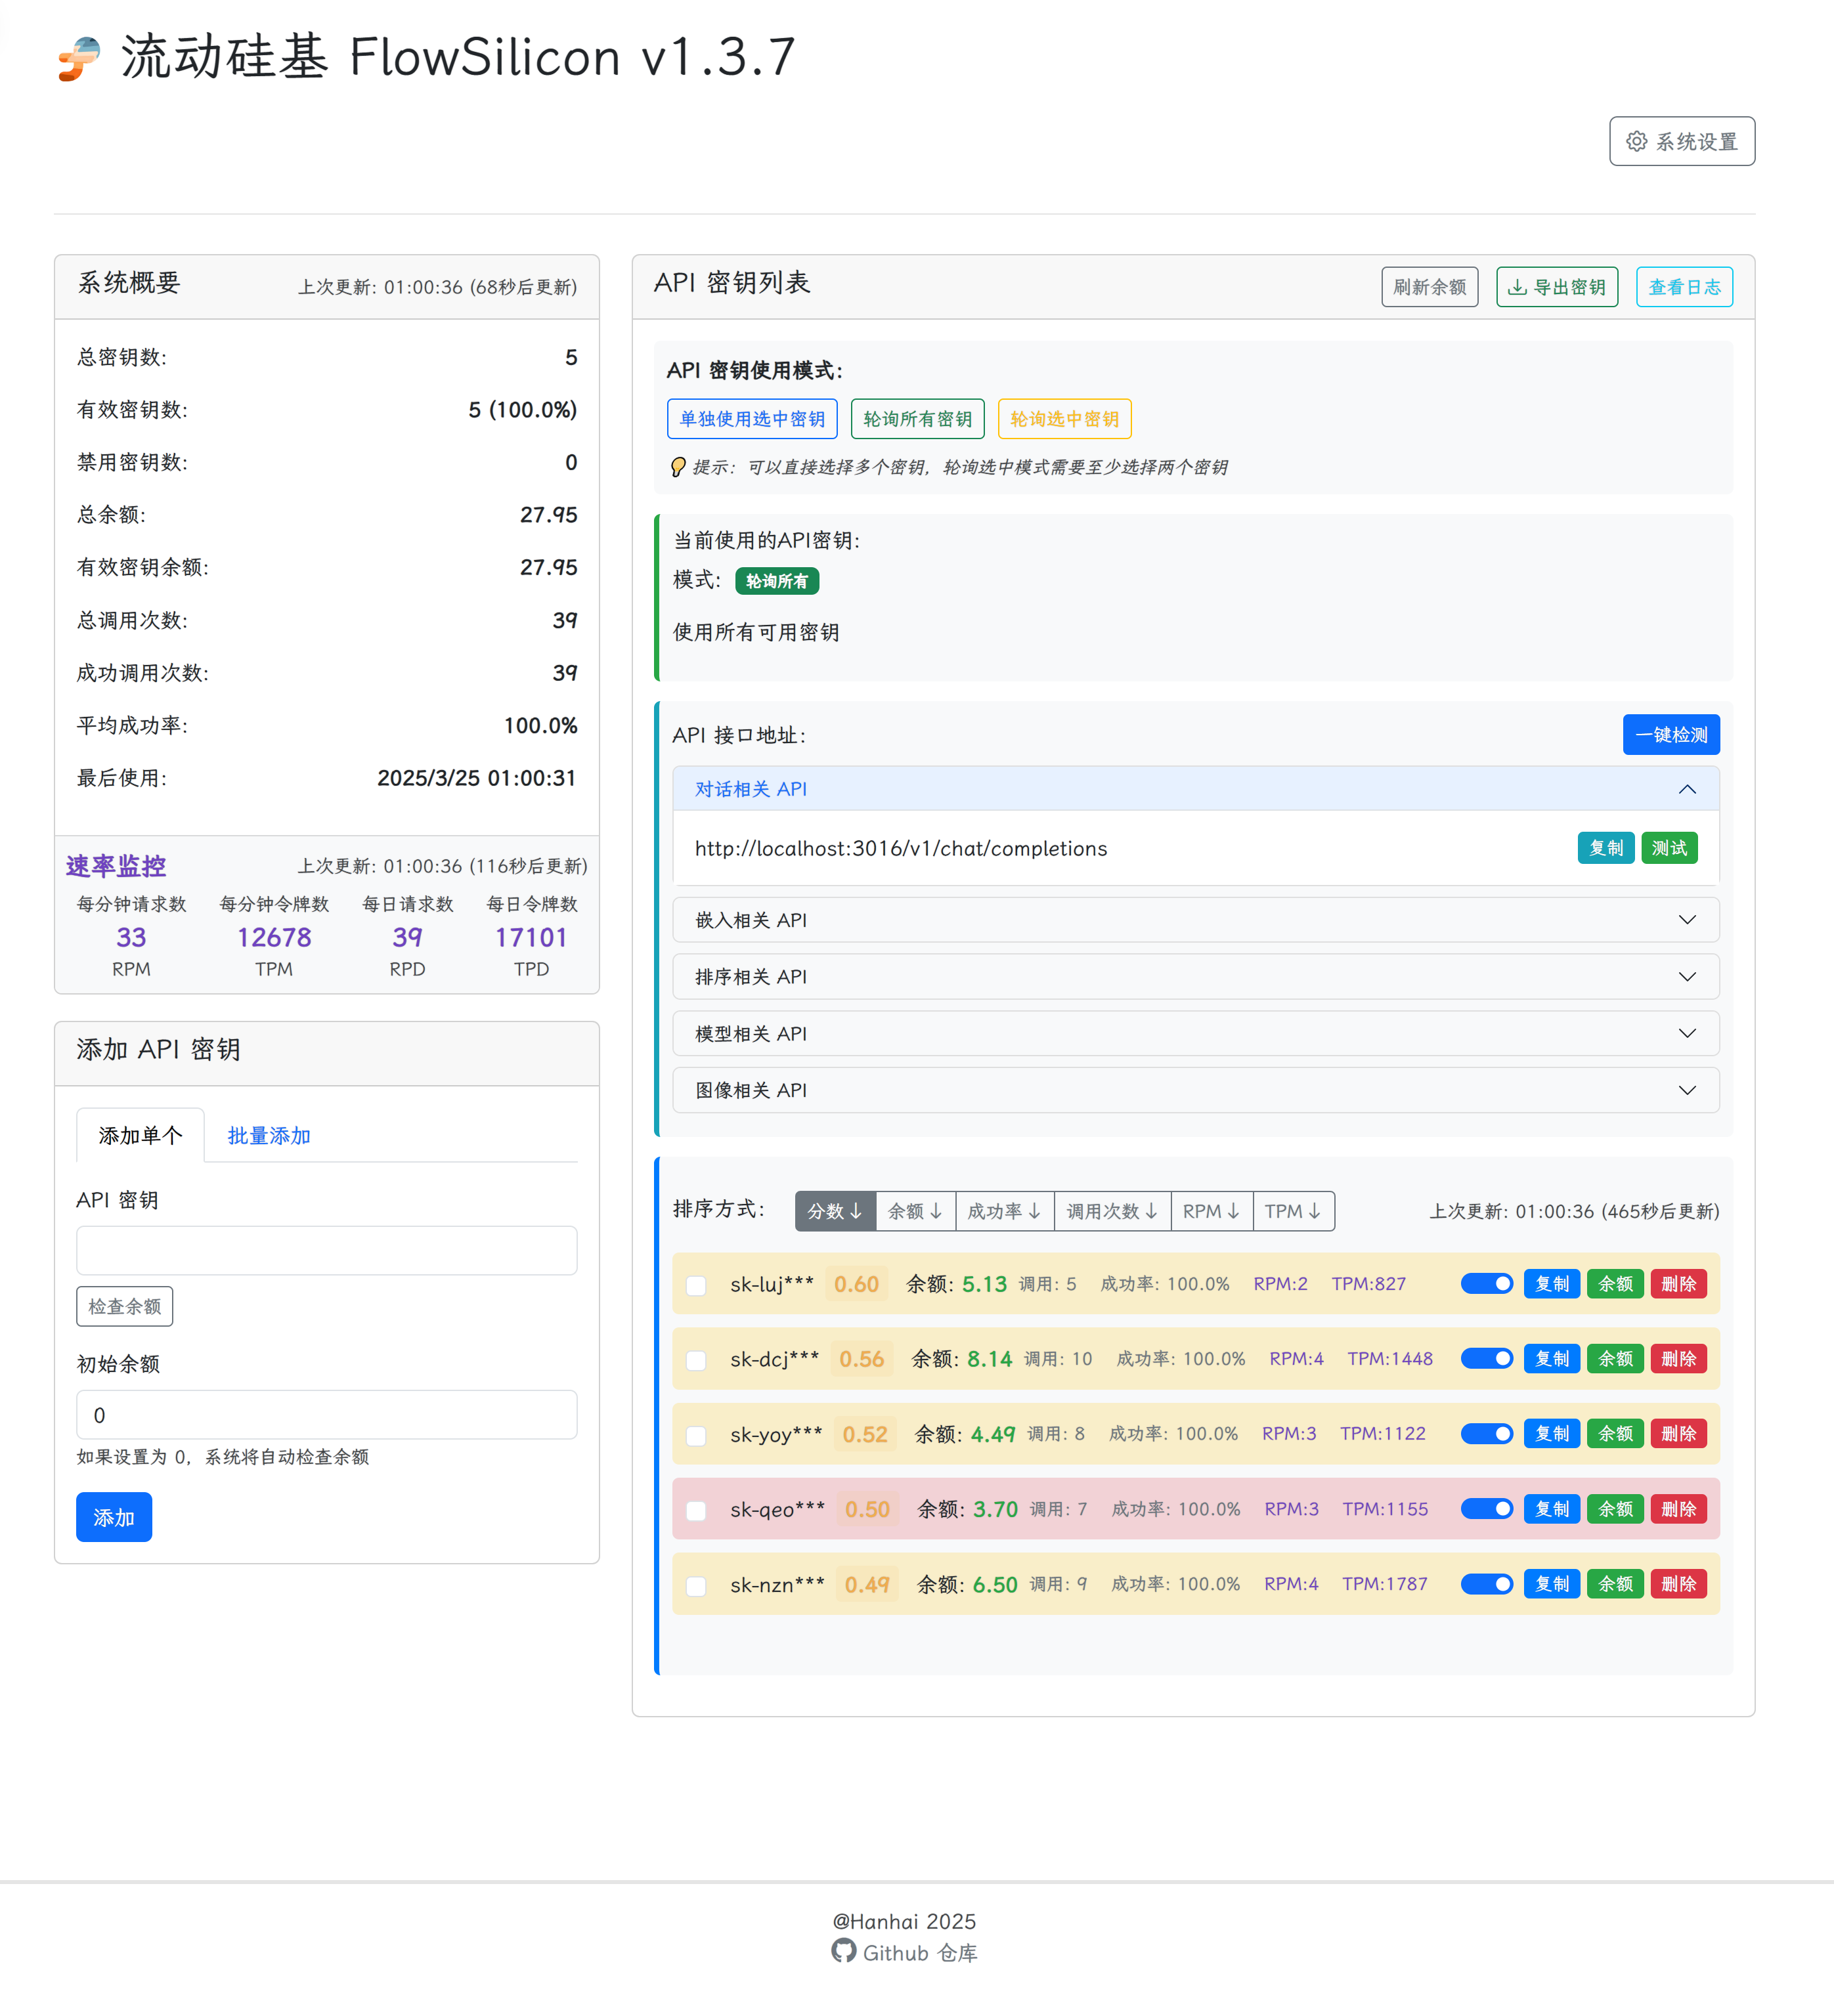 流动硅基 FlowSilicon v1.3.7
系统设置
系统概要
上次更新: 01:00:36 (68秒后更新)
总密钥数: 5
有效密钥数: 5 (100.0%)
禁用密钥数: 0
总余额: 27.95
有效密钥余额: 27.95
总调用次数: 39
成功调用次数: 39
平均成功率: 100.0%
最后使用: 2025/3/25 01:00:31
速率监控 上次更新: 01:00:36 (116秒后更新)
每分钟请求数 每分钟令牌数 每日请求数 每日令牌数
33 12678 39 17101
RPM TPM RPD TPD
添加 API 密钥
添加单个 批量添加
API 密钥
检查余额
初始余额
0
如果设置为 0，系统将自动检查余额
添加
API 密钥列表 刷新余额 导出密钥 查看日志
API 密钥使用模式:
单独使用选中密钥 轮询所有密钥 轮询选中密钥
提示：可以直接选择多个密钥，轮询选中模式需要至少选择两个密钥
当前使用的API密钥:
模式: 轮询所有
使用所有可用密钥
API 接口地址: 一键检测
对话相关 API
http://localhost:3016/v1/chat/completions 复制 测试
嵌入相关 API
排序相关 API
模型相关 API
图像相关 API
排序方式: 分数↓ 余额↓ 成功率↓ 调用次数↓ RPM↓ TPM↓ 上次更新: 01:00:36 (465秒后更新)
sk-luj*** 0.60 余额: 5.13 调用: 5 成功率: 100.0% RPM:2 TPM:827 复制 余额 删除
sk-dcj*** 0.56 余额: 8.14 调用: 10 成功率: 100.0% RPM:4 TPM:1448 复制 余额 删除
sk-yoy*** 0.52 余额: 4.49 调用: 8 成功率: 100.0% RPM:3 TPM:1122 复制 余额 删除
sk-qeo*** 0.50 余额: 3.70 调用: 7 成功率: 100.0% RPM:3 TPM:1155 复制 余额 删除
sk-nzn*** 0.49 余额: 6.50 调用: 9 成功率: 100.0% RPM:4 TPM:1787 复制 余额 删除
@Hanhai 2025
Github 仓库